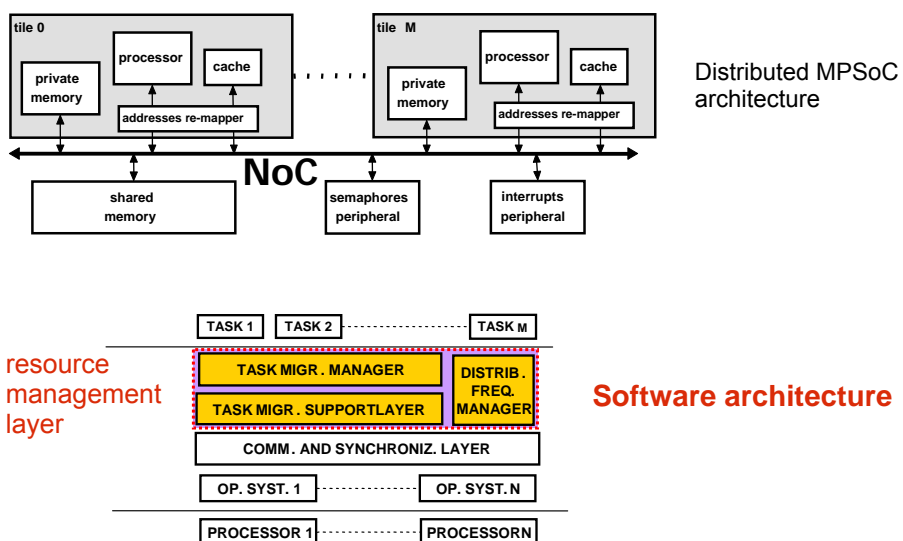 tile 0
processor
cache
private
memory
addresses re-mapper
tile M
processor
cache
private
memory
addresses re-mapper
Distributed MPSoC
architecture
NoC
shared
memory
semaphores
peripheral
interrupts
peripheral
TASK 1
TASK 2
TASK M
resource
management
layer
TASK MIGR. MANAGER
TASK MIGR. SUPPORTLAYER
DISTRIB.
FREQ.
MANAGER
Software architecture
COMM. AND SYNCHRONIZ. LAYER
OP. SYST. 1
OP. SYST. N
PROCESSOR 1
PROCESSORN